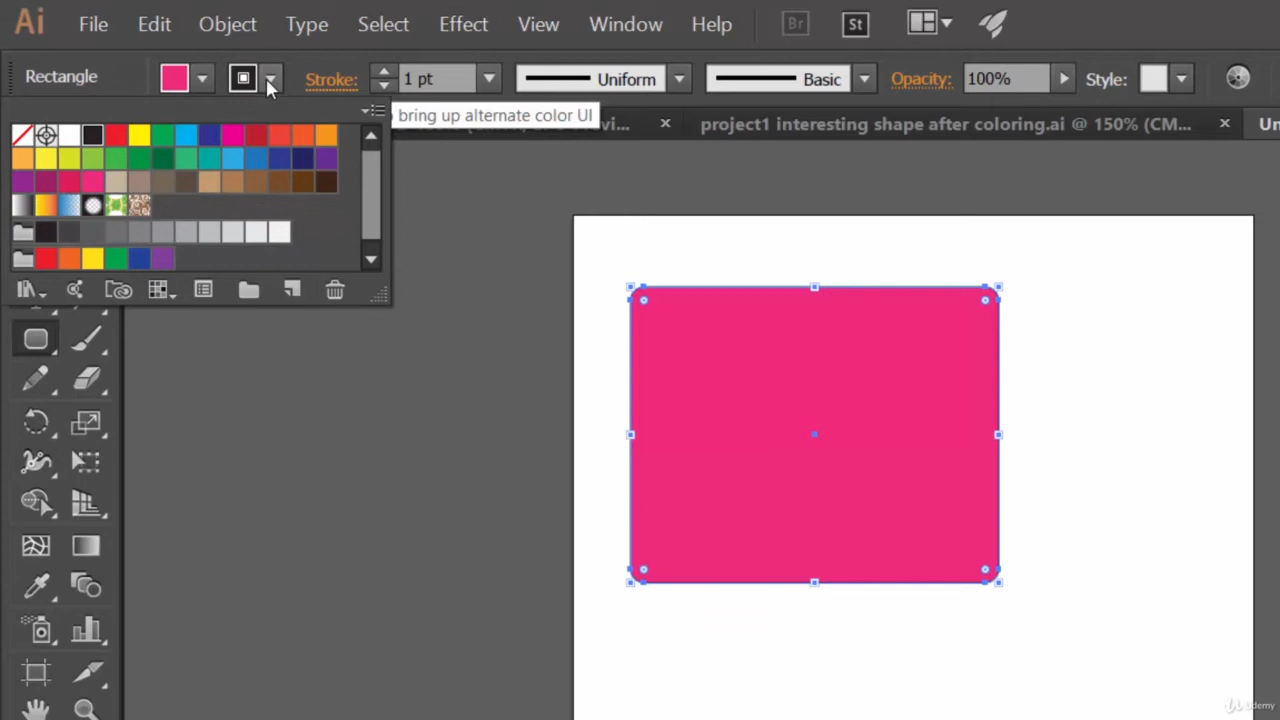 Ai File Edit Object Type Select Effect View Window Help Br St
Rectangle Stroke: 1 pt Uniform Basic Opacity: 100% Style:
bring up alternate color UI
project1 interesting shape after coloring.ai @ 150% (CM... × Un
Udemy